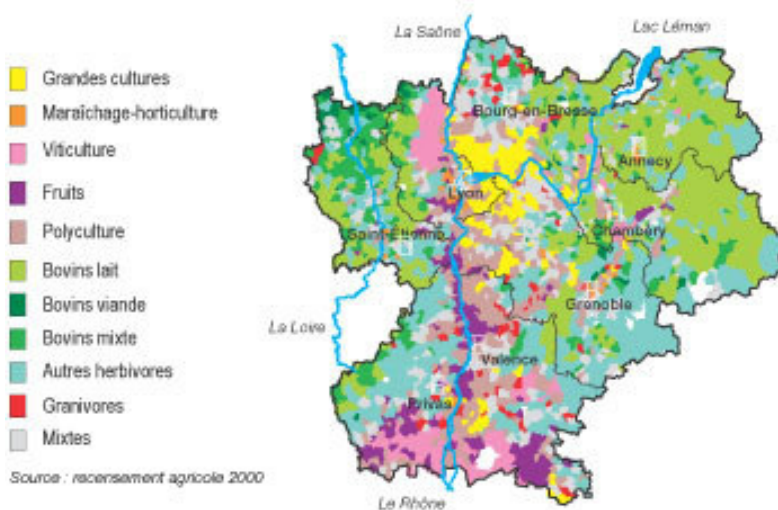 La Saône
Lac Léman
Grandes cultures
Maraîchage-horticulture
Viticulture
Fruits
Polyculture
Bovins lait
Bovins viande
Bovins mixte
Autres herbivores
Granivores
Mixtes
Source : recensement agricole 2000
Bourg-en-Bresse
Annecy
Lyon
Saint-Etienne
Chambéry
Grenoble
La Loire
Valence
Privas
Le Rhône